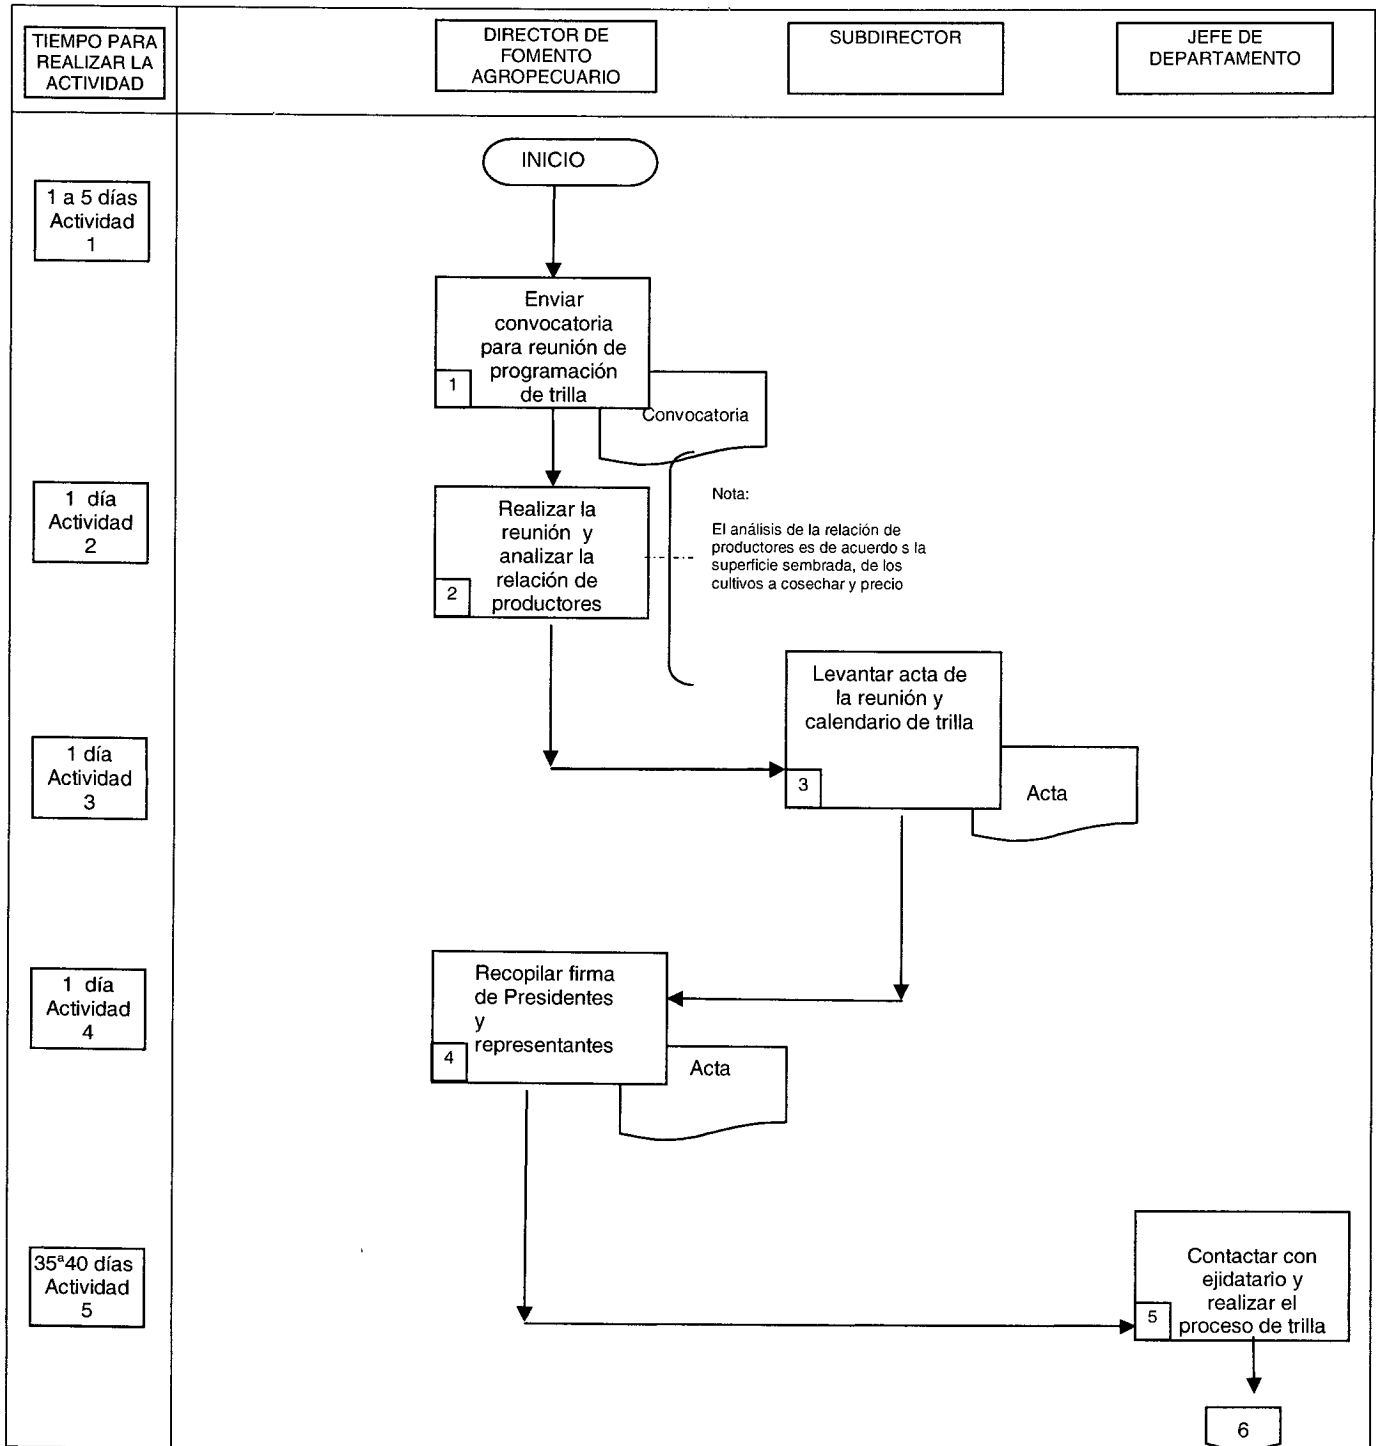 TIEMPO PARA
REALIZAR LA
ACTIVIDAD
DIRECTOR DE
FOMENTO
AGROPECUARIO
SUBDIRECTOR
JEFE DE
DEPARTAMENTO
INICIO
1 a 5 días
Actividad
1
Enviar
convocatoria
para reunión de
programación
de trilla
1
Convocatoria
1 día
Actividad
2
Realizar la
reunión y
analizar la
relación de
productores
2
Nota:
El análisis de la relación de
productores es de acuerdo s la
superficie sembrada, de los
cultivos a cosechar y precio
Levantar acta de
la reunión y
calendario de trilla
3
Acta
1 día
Actividad
3
1 día
Actividad
4
Recopilar firma
de Presidentes
y
representantes
4
Acta
35ª40 días
Actividad
5
Contactar con
ejidatario y
realizar el
proceso de trilla
5
6